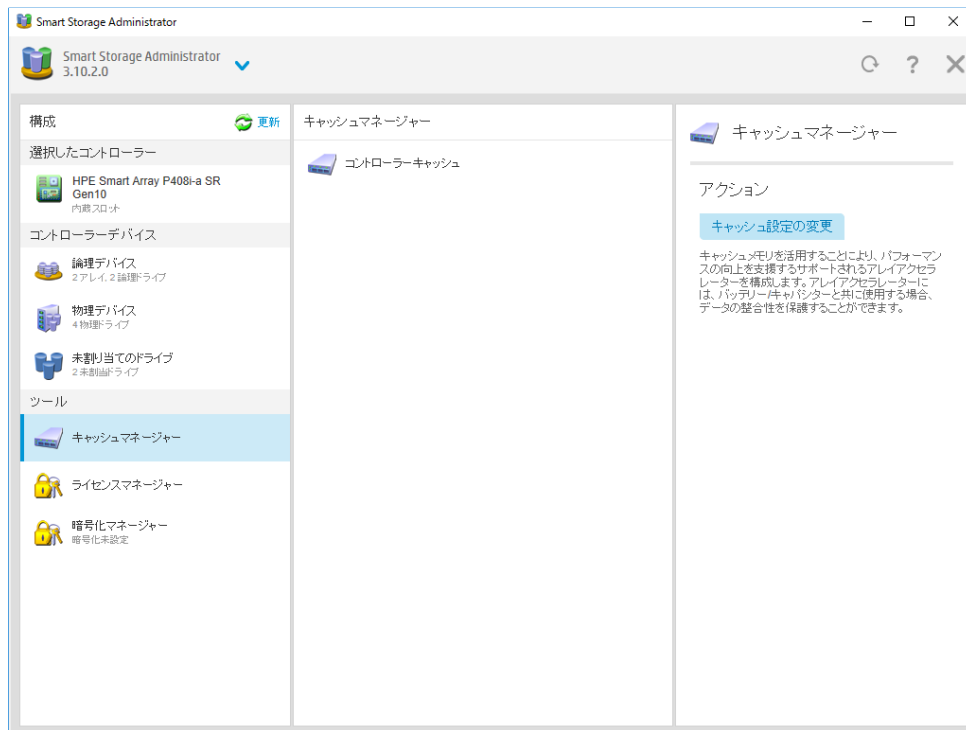 Smart Storage Administrator
Smart Storage Administrator
3.10.2.0
?
構成
更新
選択したコントローラー
HPE Smart Array P408i-a SR
Gen10
内蔵スロット
コントローラーデバイス
論理デバイス
2アレイ、2論理ドライブ
物理デバイス
4物理ドライブ
未割り当てのドライブ
2未割当ドライブ
ツール
キャッシュマネージャー
ライセンスマネージャー
暗号化マネージャー
暗号化未設定
キャッシュマネージャー
コントローラーキャッシュ
キャッシュマネージャー
アクション
キャッシュ設定の変更
キャッシュメモリを活用することにより、パフォーマン
スの向上を支援するサポートされるアレイアクセラ
レーターを構成します。アレイアクセラレーターに
は、バッテリー/キャパシターと共に使用する場合、
データの整合性を保護することができます。